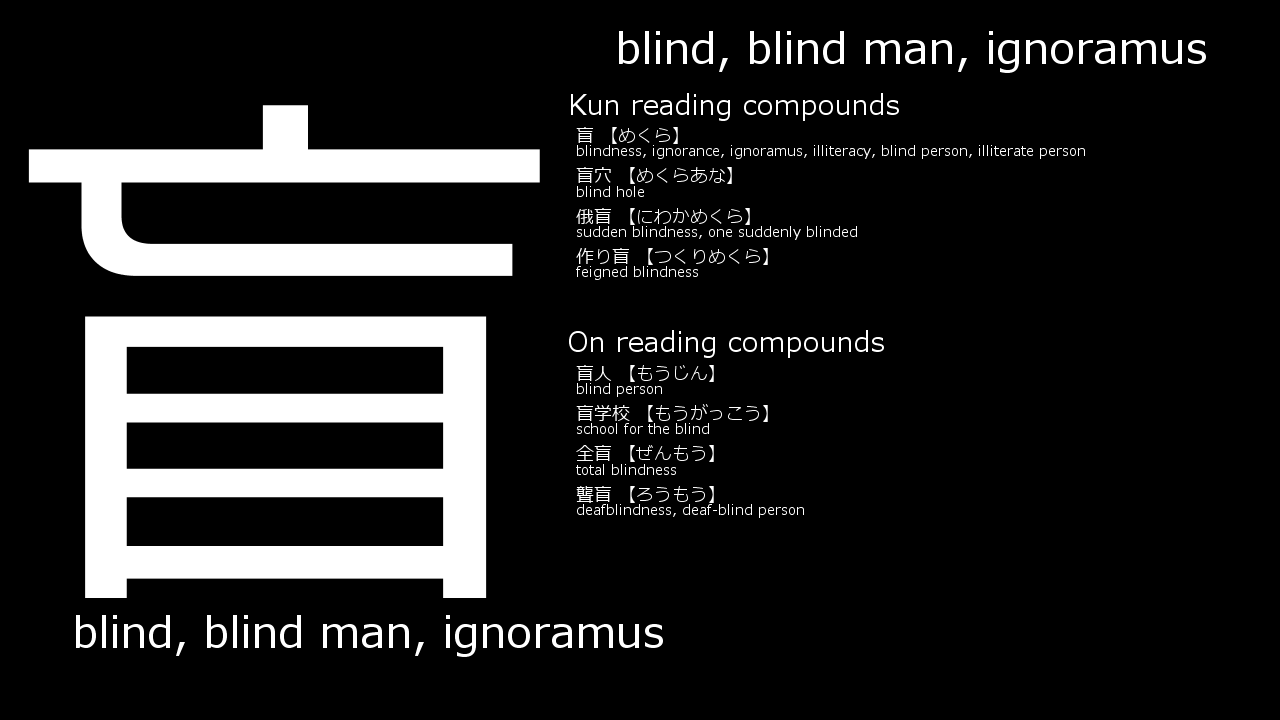 盲
blind, blind man, ignoramus
blind, blind man, ignoramus
Kun reading compounds
盲 【めくら】
blindness, ignorance, ignoramus, illiteracy, blind person, illiterate person
盲穴 【めくらあな】
blind hole
俄盲 【にわかめくら】
sudden blindness, one suddenly blinded
作り盲 【つくりめくら】
feigned blindness
On reading compounds
盲人 【もうじん】
blind person
盲学校 【もうがっこう】
school for the blind
全盲 【ぜんもう】
total blindness
聾盲 【ろうもう】
deafblindness, deaf-blind person